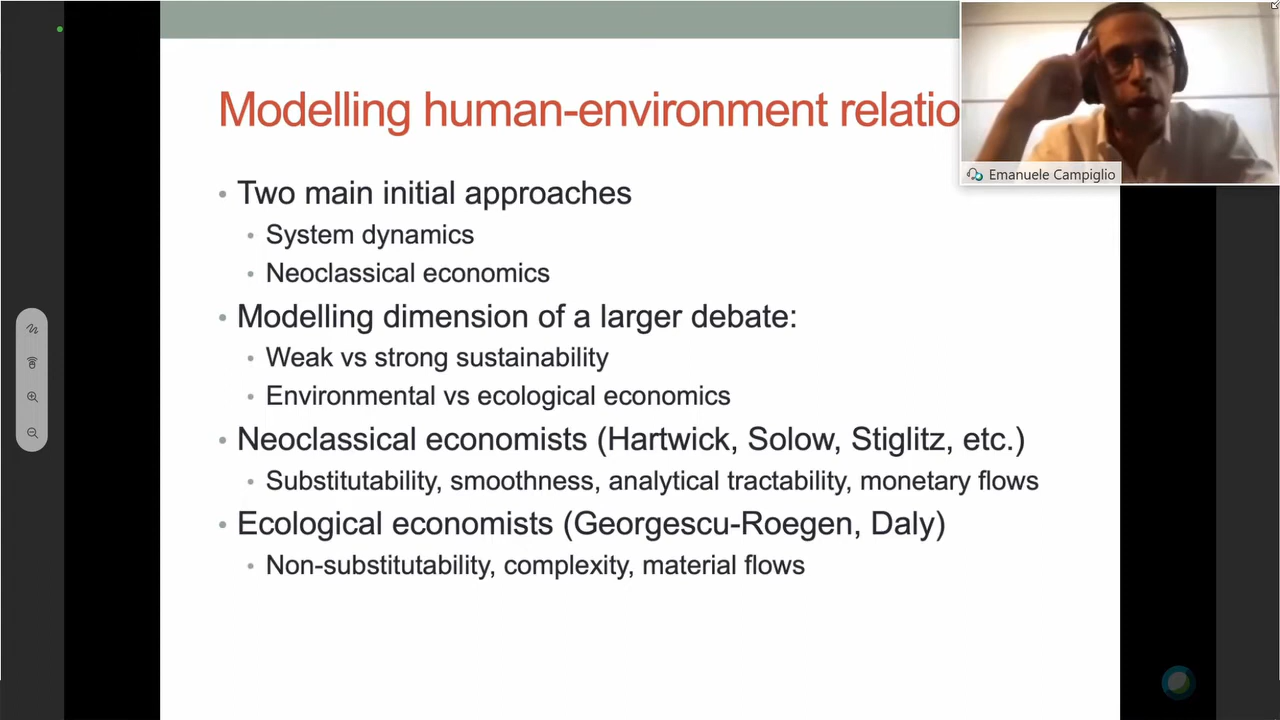 Modelling human-environment relatio
• Two main initial approaches
• System dynamics
• Neoclassical economics
• Modelling dimension of a larger debate:
• Weak vs strong sustainability
• Environmental vs ecological economics
• Neoclassical economists (Hartwick, Solow, Stiglitz, etc.)
• Substitutability, smoothness, analytical tractability, monetary flows
• Ecological economists (Georgescu-Roegen, Daly)
• Non-substitutability, complexity, material flows
Emanuele Campiglio